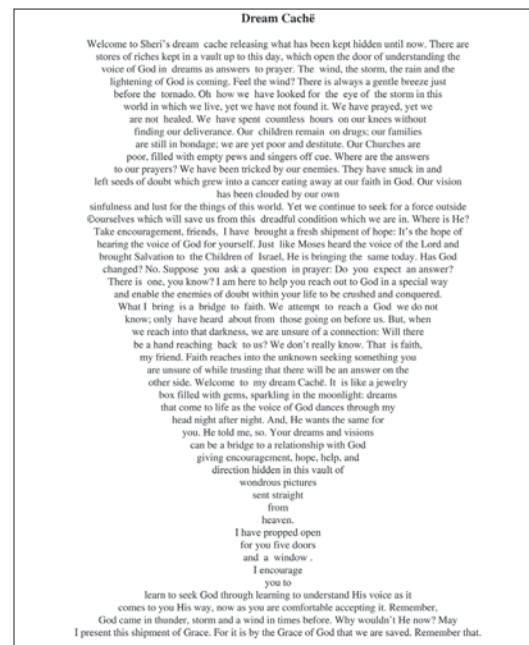 Dream Cachë
Welcome to Sheri's dream cache releasing what has been kept hidden until now. There are
stores of riches kept in a vault up to this day, which open the door of understanding the
voice of God in dreams as answers to prayer. The wind, the storm, the rain and the
lightening of God is coming. Feel the wind? There is always a gentle breeze just
before the tornado. Oh how we have looked for the eye of the storm in this
world in which we live, yet we have not found it. We have prayed, yet we
are not healed. We have spent countless hours on our knees without
finding our deliverance. Our children remain on drugs; our families
are still in bondage; we are yet poor and destitute. Our Churches are
poor, filled with empty pews and singers off cue. Where are the answers
to our prayers? We have been tricked by our enemies. They have snuck in and
left seeds of doubt which grew into a cancer eating away at our faith in God. Our vision
has been clouded by our own
sinfulness and lust for the things of this world. Yet we continue to seek for a force outside
©ourselves which will save us from this dreadful condition which we are in. Where is He?
Take encouragement, friends, I have brought a fresh shipment of hope: It's the hope of
hearing the voice of God for yourself. Just like Moses heard the voice of the Lord and
brought Salvation to the Children of Israel, He is bringing the same today. Has God
changed? No. Suppose you ask a question in prayer: Do you expect an answer?
There is one, you know? I am here to help you reach out to God in a special way
and enable the enemies of doubt within your life to be crushed and conquered.
What I bring is a bridge to faith. We attempt to reach a God we do not
know; only have heard about from those going on before us. But, when
we reach into that darkness, we are unsure of a connection: Will there
be a hand reaching back to us? We don't really know. That is faith,
my friend. Faith reaches into the unknown seeking something you
are unsure of while trusting that there will be an answer on the
other side. Welcome to my dream Cachë. It is like a jewelry
box filled with gems, sparkling in the moonlight: dreams
that come to life as the voice of God dances through my
head night after night. And, He wants the same for
you. He told me, so. Your dreams and visions
can be a bridge to a relationship with God
giving encouragement, hope, help, and
direction hidden in this vault of
wondrous pictures
sent straight
from
heaven.
I have propped open
for you five doors
and a window .
I encourage
you to
learn to seek God through learning to understand His voice as it
comes to you His way, now as you are comfortable accepting it. Remember,
God came in thunder, storm and a wind in times before. Why wouldn't He now? May
I present this shipment of Grace. For it is by the Grace of God that we are saved. Remember that.